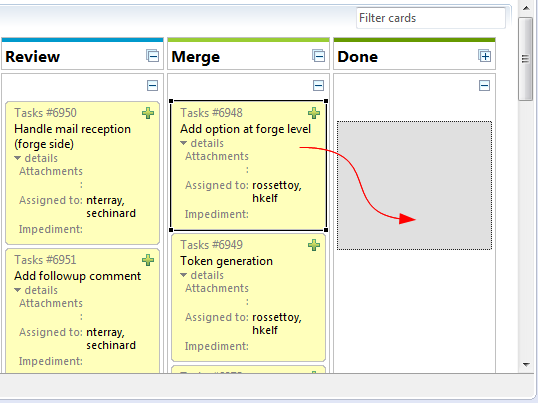 Filter cards
Review
Merge
Done
Tasks #6950
Handle mail reception
(forge side)
details
Attachments
:
Assigned to: nterray,
sechinard
Impediment:
Tasks #6951
Add followup comment
details
Attachments
:
Assigned to: nterray,
sechinard
Impediment:
Tasks #6948
Add option at forge level
details
Attachments
:
Assigned to: rossettoy,
hkelf
Impediment:
Tasks #6949
Token generation
details
Attachments
:
Assigned to: rossettoy,
hkelf
Impediment: